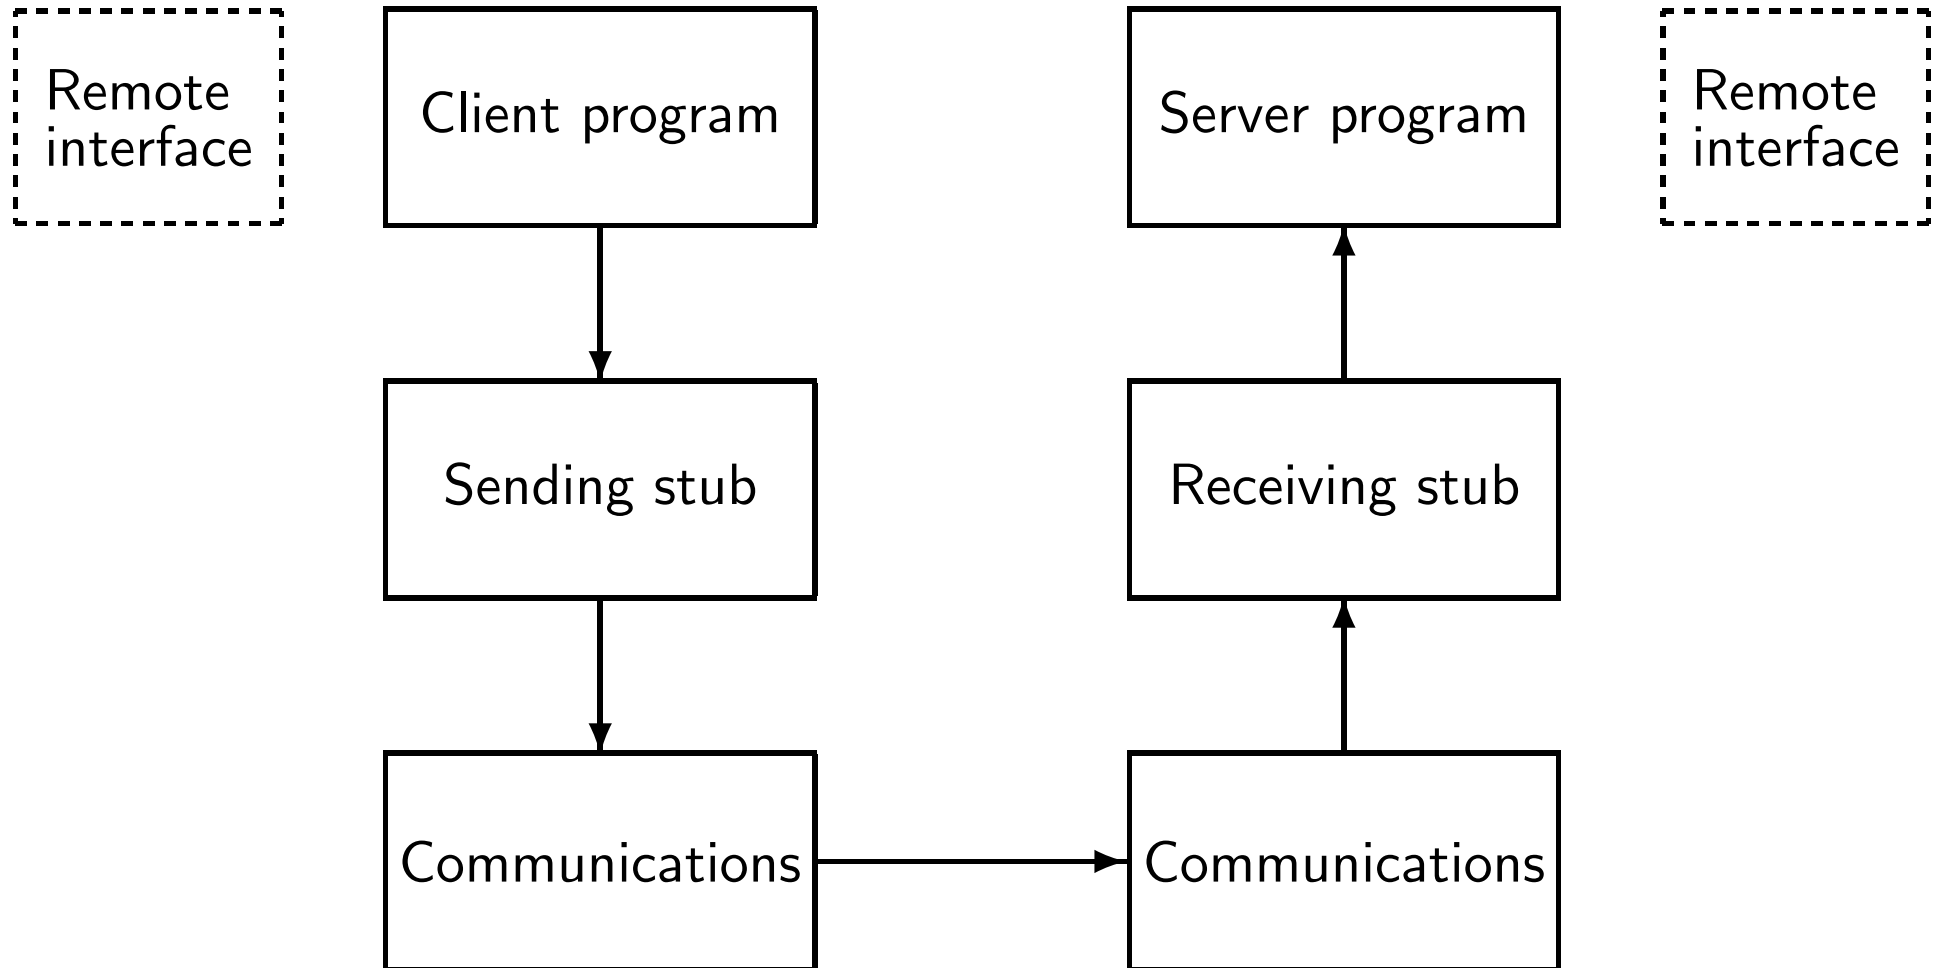 Remote
interface
Client program
Server program
Remote
interface
Sending stub
Receiving stub
Communications
Communications